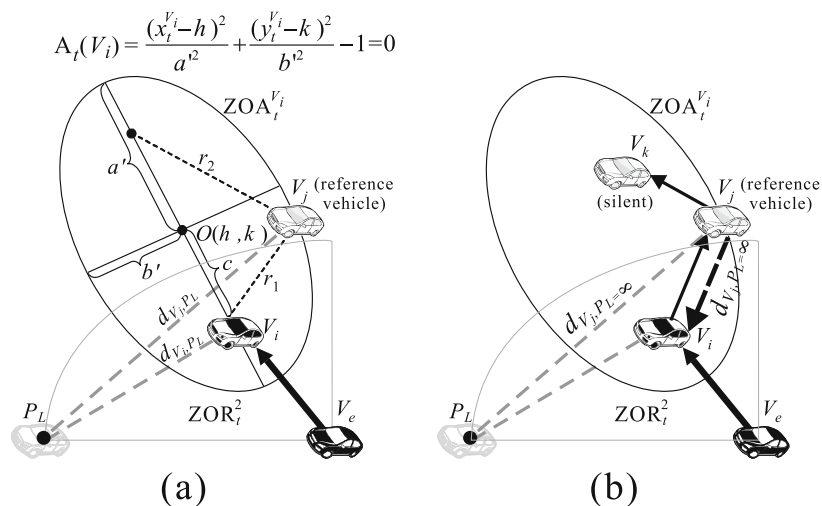 A_t(V_i) = (x_t^{V_i}-h)^2/a'^2 + (y_t^{V_i}-k)^2/b'^2 -1=0
ZOA_t^{V_i}
r_2
a'
V_j (reference vehicle)
O(h,k)
b'
c
r_1
d_{V_j,P_L}
V_i
d_{V_i,P_L}
P_L
ZOR_t^2
V_e
(a)
ZOA_t^{V_i}
V_k
(silent)
V_j (reference vehicle)
d_{V_j,P_L=∞}
d_{V_j,P_L=∞}
V_i
P_L
ZOR_t^2
V_e
(b)